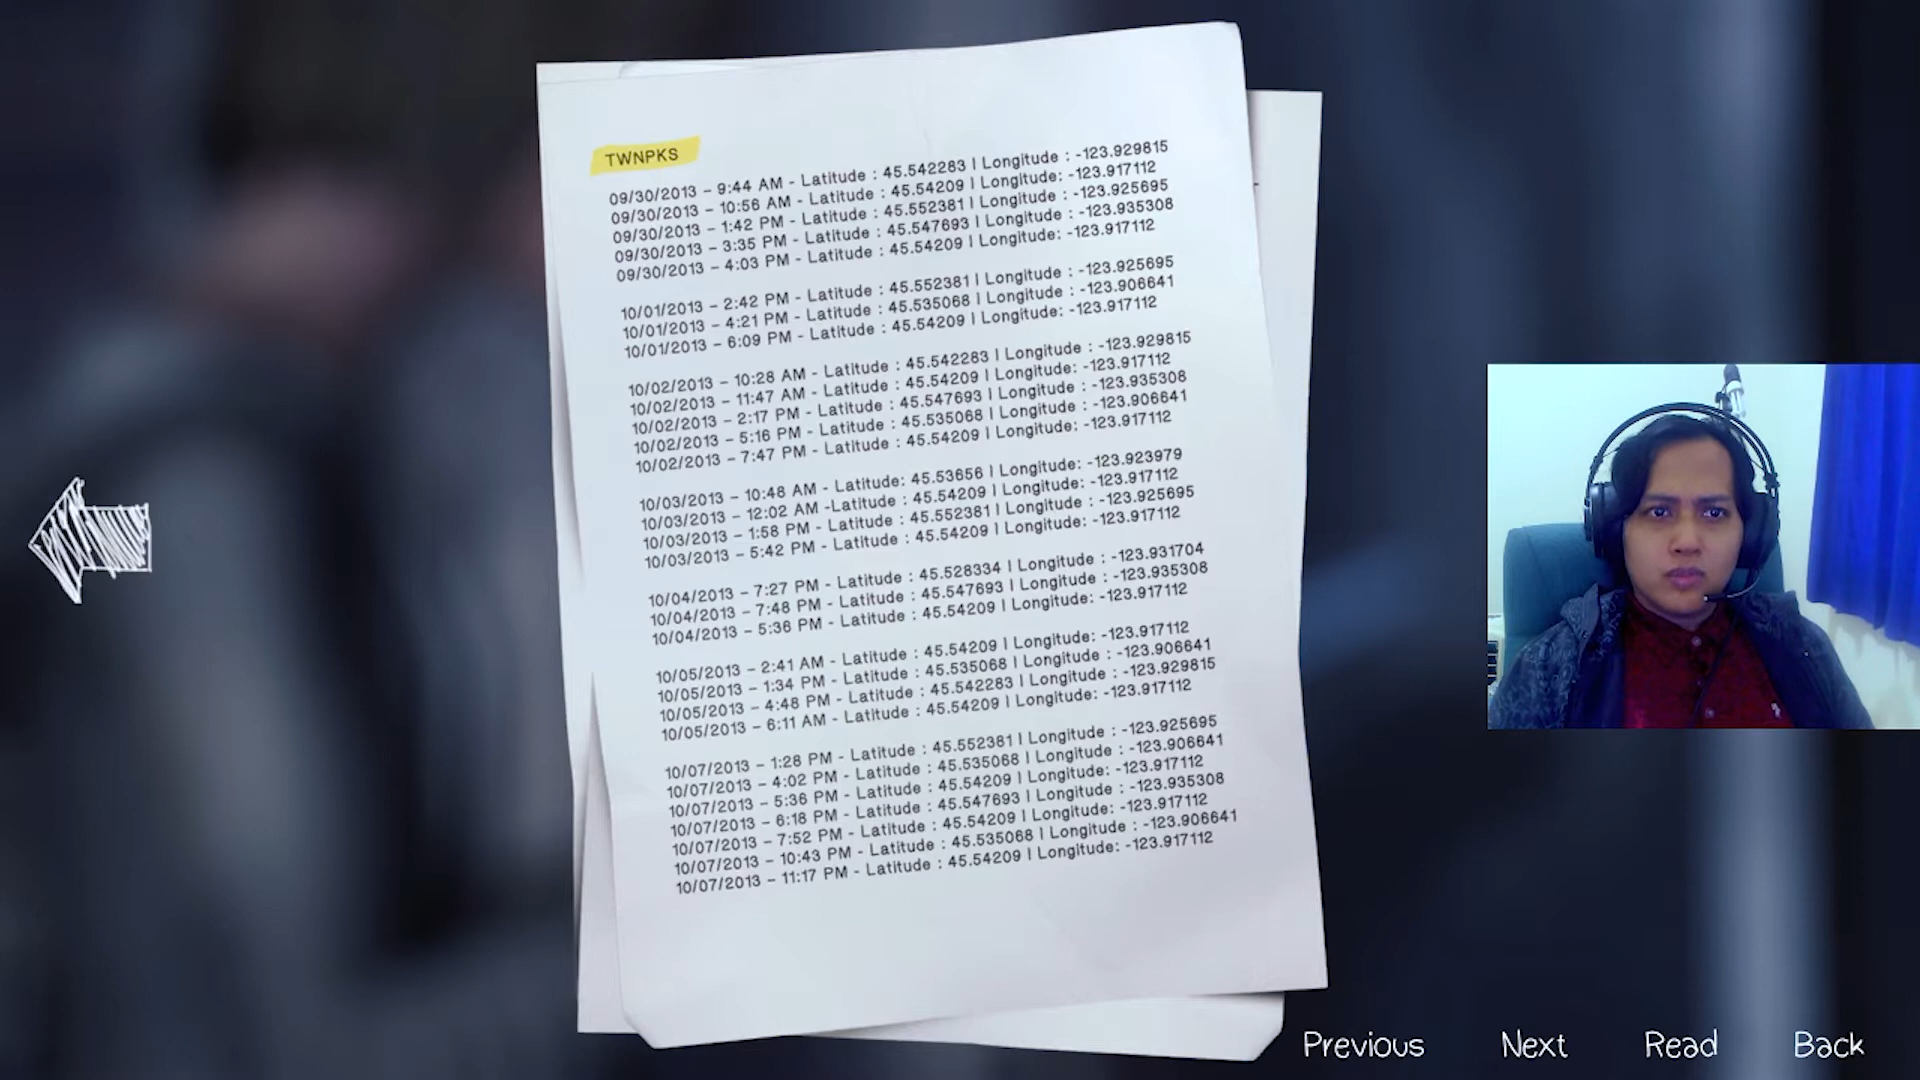 TWNPKS
09/30/2013 - 9:44 AM - Latitude : 45.542283 | Longitude : -123.929815
09/30/2013 - 10:56 AM - Latitude : 45.54209 | Longitude: -123.917112
09/30/2013 - 1:42 PM - Latitude : 45.552381 | Longitude : -123.925695
09/30/2013 - 3:35 PM - Latitude : 45.547693 | Longitude : -123.935308
09/30/2013 - 4:03 PM - Latitude : 45.54209 | Longitude: -123.917112
10/01/2013 - 2:42 PM - Latitude : 45.552381 | Longitude : -123.925695
10/01/2013 - 4:21 PM - Latitude : 45.535068 | Longitude : -123.906641
10/01/2013 - 6:09 PM - Latitude : 45.54209 | Longitude: -123.917112
10/02/2013 - 10:28 AM - Latitude : 45.542283 | Longitude : -123.929815
10/02/2013 - 11:47 AM - Latitude : 45.54209 | Longitude: -123.917112
10/02/2013 - 2:17 PM - Latitude : 45.547693 | Longitude : -123.935308
10/02/2013 - 5:16 PM - Latitude : 45.535068 | Longitude : -123.906641
10/02/2013 - 7:47 PM - Latitude : 45.54209 | Longitude: -123.917112
10/03/2013 - 10:48 AM - Latitude: 45.53656 | Longitude: -123.923979
10/03/2013 - 12:02 AM -Latitude : 45.54209 | Longitude: -123.917112
10/03/2013 - 1:58 PM - Latitude : 45.552381 | Longitude : -123.925695
10/03/2013 - 5:42 PM - Latitude : 45.54209 | Longitude: -123.917112
10/04/2013 - 7:27 PM - Latitude : 45.528334 | Longitude : -123.931704
10/04/2013 - 7:48 PM - Latitude : 45.547693 | Longitude : -123.935308
10/04/2013 - 5:36 PM - Latitude : 45.54209 | Longitude: -123.917112
10/05/2013 - 2:41 AM - Latitude : 45.54209 | Longitude: -123.917112
10/05/2013 - 1:34 PM - Latitude : 45.535068 | Longitude : -123.906641
10/05/2013 - 4:48 PM - Latitude : 45.542283 | Longitude : -123.929815
10/05/2013 - 6:11 AM - Latitude : 45.54209 | Longitude: -123.917112
10/07/2013 - 1:28 PM - Latitude : 45.552381 | Longitude : -123.925695
10/07/2013 - 4:02 PM - Latitude : 45.535068 | Longitude : -123.906641
10/07/2013 - 5:36 PM - Latitude : 45.54209 | Longitude: -123.917112
10/07/2013 - 6:18 PM - Latitude : 45.547693 | Longitude : -123.935308
10/07/2013 - 7:52 PM - Latitude : 45.54209 | Longitude: -123.917112
10/07/2013 - 10:43 PM - Latitude : 45.535068 | Longitude : -123.906641
10/07/2013 - 11:17 PM - Latitude : 45.54209 | Longitude: -123.917112
Previous Next Read Back